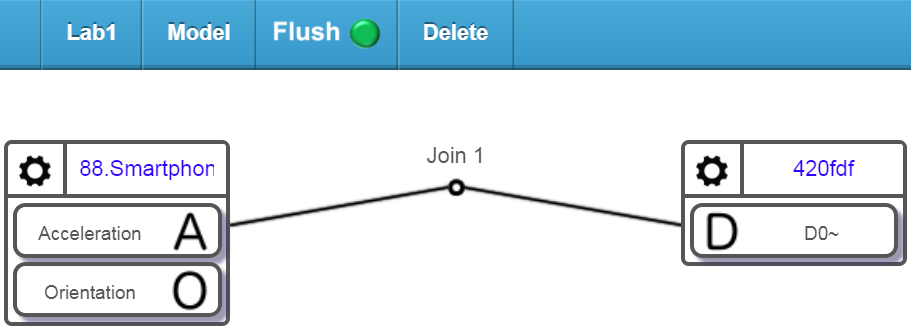 Lab1 Model Flush Delete
Join 1
88.Smartphon
420fdf
Acceleration A
D D0~
Orientation O